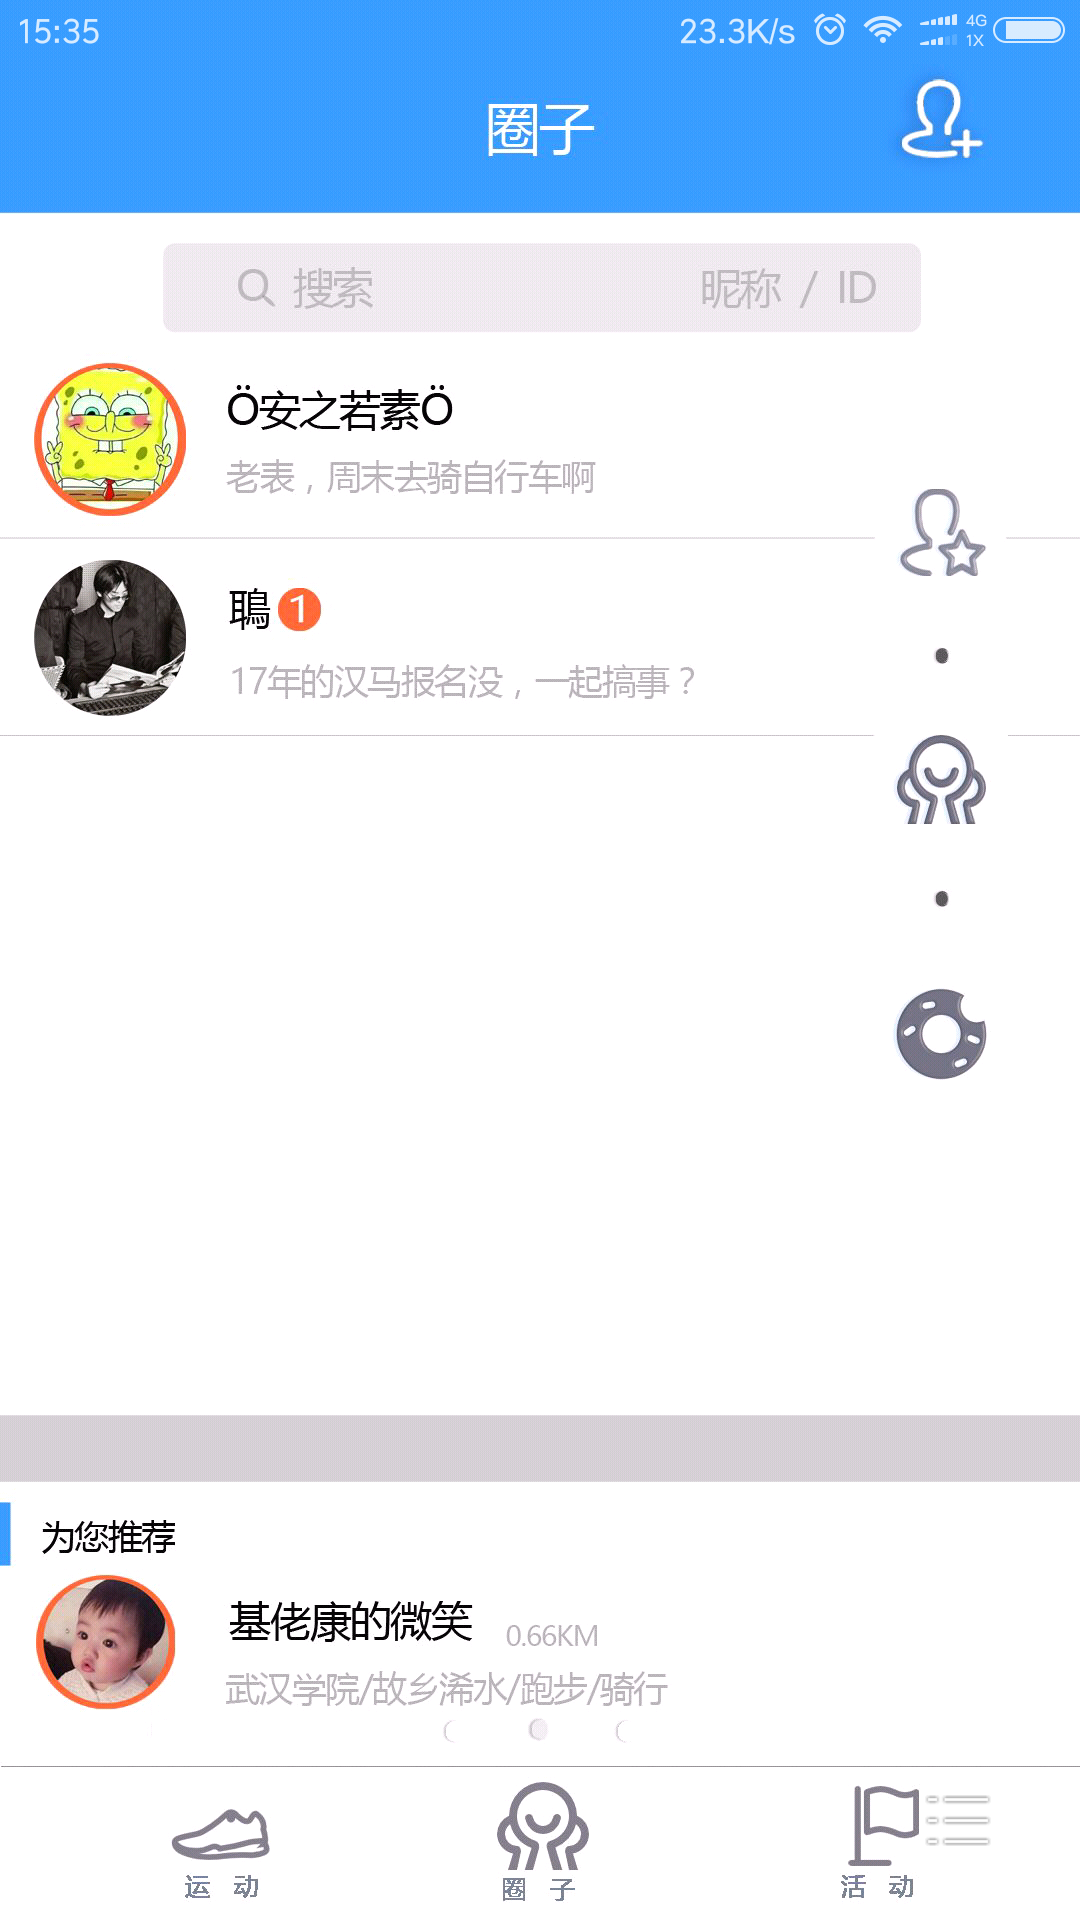 15:35 23.3K/s 4G 1X
圈子
搜索 昵称 / ID
Ö安之若素Ö
老表，周末去骑自行车啊
鵙 1
17年的汉马报名没，一起搞事？
为您推荐
基佬康的微笑 0.66KM
武汉学院/故乡浠水/跑步/骑行
运 动 圈 子 活 动